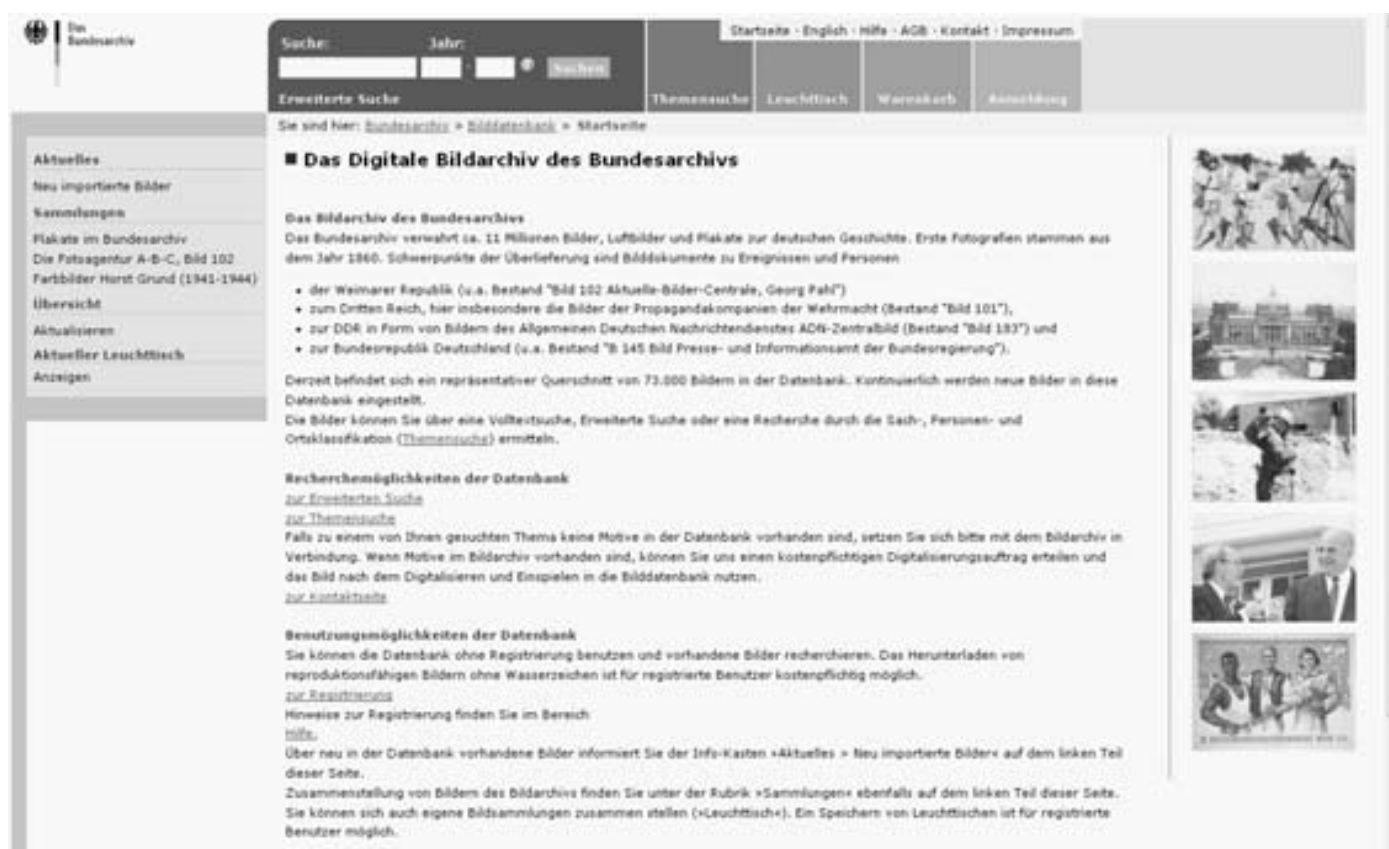 Das
Bundesarchiv
Startseite · English · Hilfe · AGB · Kontakt · Impressum
Suche: Jahr:
Suchen
Erweiterte Suche
Themensuche Leuchttisch Warenkorb Anmeldung
Sie sind hier: Bundesarchiv » Bilddatenbank » Startseite
Aktuelles
Neu importierte Bilder
Sammlungen
Plakate im Bundesarchiv
Die Fotoagentur A-B-C, Bild 102
Farbbilder Horst Grund (1941-1944)
Übersicht
Aktualisieren
Aktueller Leuchttisch
Anzeigen
Das Digitale Bildarchiv des Bundesarchivs
Das Bildarchiv des Bundesarchivs
Das Bundesarchiv verwahrt ca. 11 Millionen Bilder, Luftbilder und Plakate zur deutschen Geschichte. Erste Fotografien stammen aus
dem Jahr 1860. Schwerpunkte der Überlieferung sind Bilddokumente zu Ereignissen und Personen
• der Weimarer Republik (u.a. Bestand "Bild 102 Aktuelle-Bilder-Centrale, Georg Pahl")
• zum Dritten Reich, hier insbesondere die Bilder der Propagandakompanien der Wehrmacht (Bestand "Bild 101"),
• zur DDR in Form von Bildern des Allgemeinen Deutschen Nachrichtendienstes ADN-Zentralbild (Bestand "Bild 183") und
• zur Bundesrepublik Deutschland (u.a. Bestand "B 145 Bild Presse- und Informationsamt der Bundesregierung").
Derzeit befindet sich ein repräsentativer Querschnitt von 73.000 Bildern in der Datenbank. Kontinuierlich werden neue Bilder in diese
Datenbank eingestellt.
Die Bilder können Sie über eine Volltextsuche, Erweiterte Suche oder eine Recherche durch die Sach-, Personen- und
Ortsklassifikation (Themensuche) ermitteln.
Recherchemöglichkeiten der Datenbank
zur Erweiterten Suche
zur Themensuche
Falls zu einem von Ihnen gesuchten Thema keine Motive in der Datenbank vorhanden sind, setzen Sie sich bitte mit dem Bildarchiv in
Verbindung. Wenn Motive im Bildarchiv vorhanden sind, können Sie uns einen kostenpflichtigen Digitalisierungsauftrag erteilen und
das Bild nach dem Digitalisieren und Einspielen in die Bilddatenbank nutzen.
zur Kontaktseite
Benutzungsmöglichkeiten der Datenbank
Sie können die Datenbank ohne Registrierung benutzen und vorhandene Bilder recherchieren. Das Herunterladen von
reproduktionsfähigen Bildern ohne Wasserzeichen ist für registrierte Benutzer kostenpflichtig möglich.
zur Registrierung
Hinweise zur Registrierung finden Sie im Bereich
Hilfe.
Über neu in der Datenbank vorhandene Bilder informiert Sie der Info-Kasten »Aktuelles > Neu importierte Bilder« auf dem linken Teil
dieser Seite.
Zusammenstellung von Bildern des Bildarchivs finden Sie unter der Rubrik »Sammlungen« ebenfalls auf dem linken Teil dieser Seite.
Sie können sich auch eigene Bildsammlungen zusammen stellen (»Leuchttisch«). Ein Speichern von Leuchttischen ist für registrierte
Benutzer möglich.